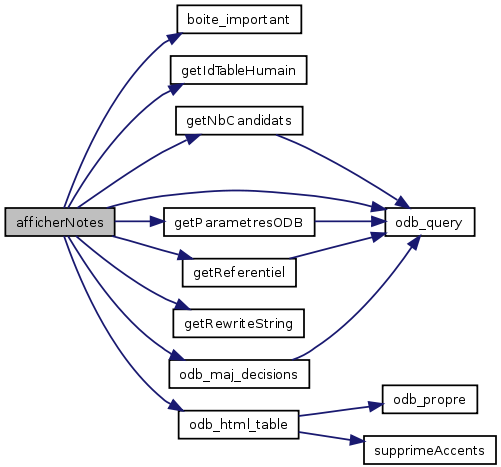 boite_important
getIdTableHumain
getNbCandidats
afficherNotes
getParametresODB
odb_query
getReferentiel
getRewriteString
odb_maj_decisions
odb_propre
odb_html_table
supprimeAccents